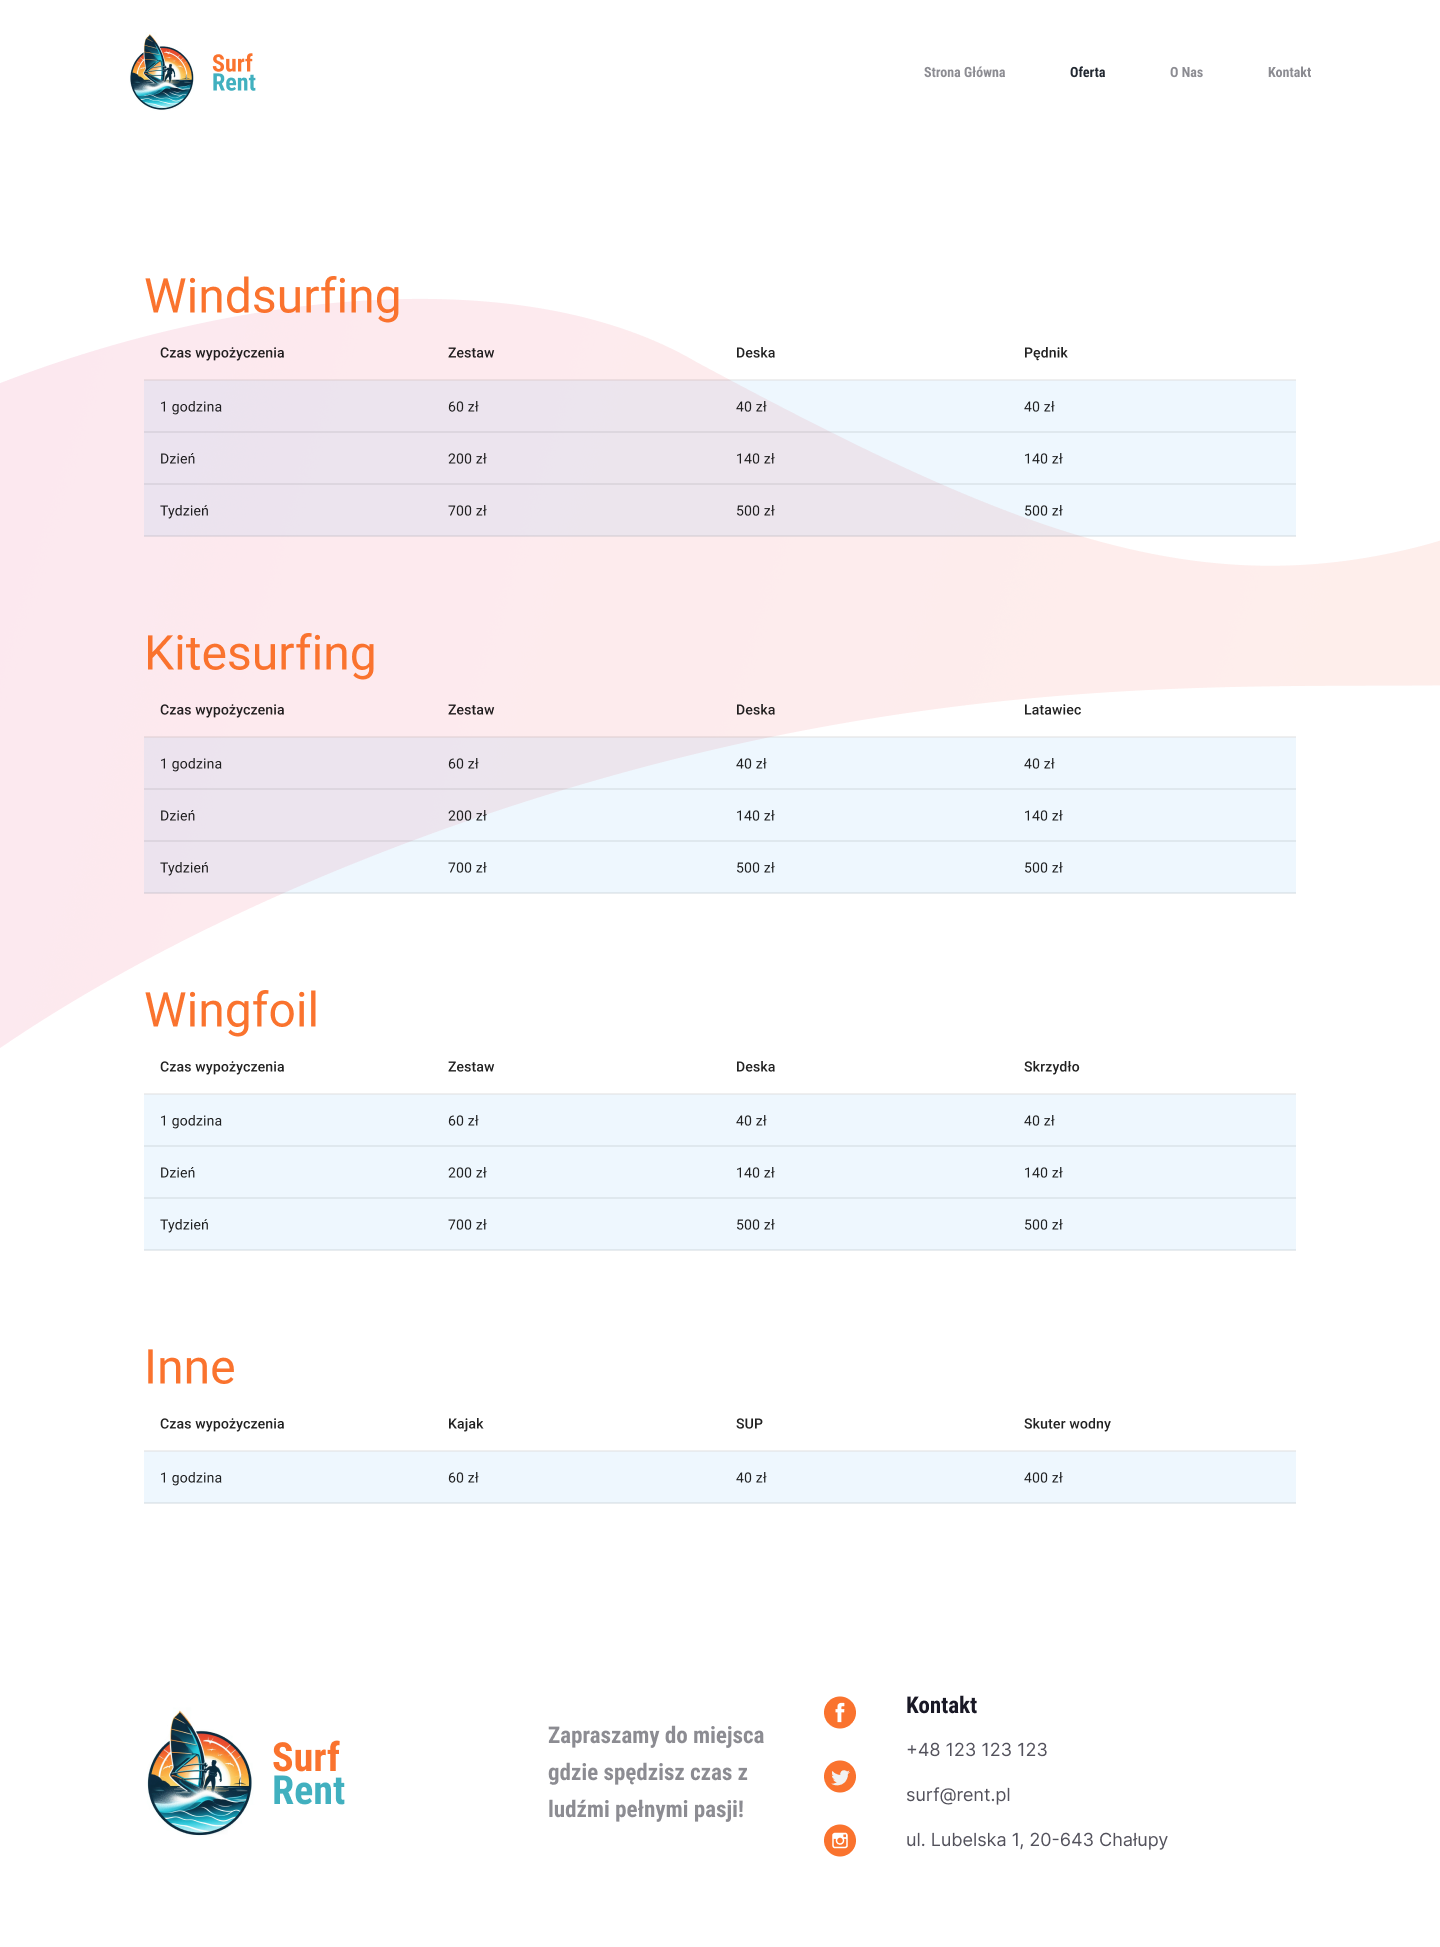 Surf
Rent
Strona Główna Oferta O Nas Kontakt
Windsurfing
Czas wypożyczenia Zestaw Deska Pędnik
1 godzina 60 zł 40 zł 40 zł
Dzień 200 zł 140 zł 140 zł
Tydzień 700 zł 500 zł 500 zł
Kitesurfing
Czas wypożyczenia Zestaw Deska Latawiec
1 godzina 60 zł 40 zł 40 zł
Dzień 200 zł 140 zł 140 zł
Tydzień 700 zł 500 zł 500 zł
Wingfoil
Czas wypożyczenia Zestaw Deska Skrzydło
1 godzina 60 zł 40 zł 40 zł
Dzień 200 zł 140 zł 140 zł
Tydzień 700 zł 500 zł 500 zł
Inne
Czas wypożyczenia Kajak SUP Skuter wodny
1 godzina 60 zł 40 zł 400 zł
Surf
Rent
Zapraszamy do miejsca
gdzie spędzisz czas z
ludźmi pełnymi pasji!
Kontakt
+48 123 123 123
surf@rent.pl
ul. Lubelska 1, 20-643 Chałupy